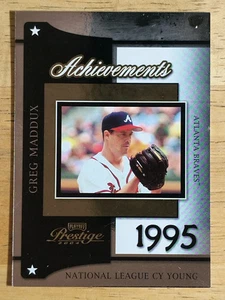 Achievements
GREG MADDUX
ATLANTA BRAVES
PLAYOFF
Prestige
1995
NATIONAL LEAGUE CY YOUNG